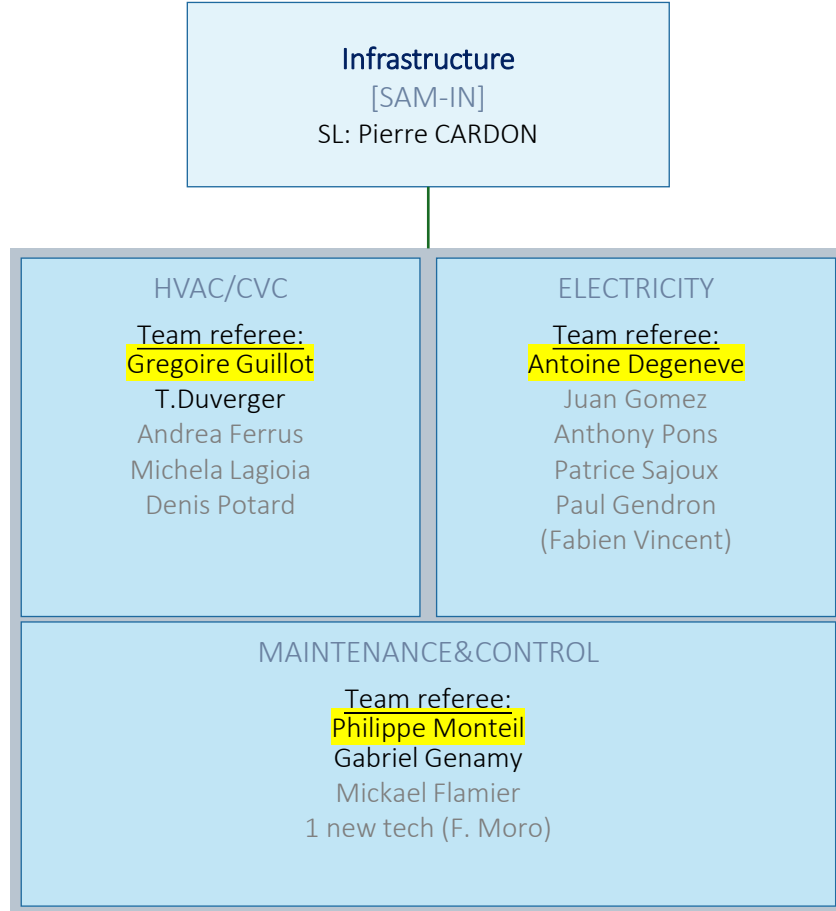 Infrastructure
[SAM-IN]
SL: Pierre CARDON
HVAC/CVC
Team referee:
Gregoire Guillot
T.Duverger
Andrea Ferrus
Michela Lagioia
Denis Potard
ELECTRICITY
Team referee:
Antoine Degeneve
Juan Gomez
Anthony Pons
Patrice Sajoux
Paul Gendron
(Fabien Vincent)
MAINTENANCE&CONTROL
Team referee:
Philippe Monteil
Gabriel Genamy
Mickael Flamier
1 new tech (F. Moro)